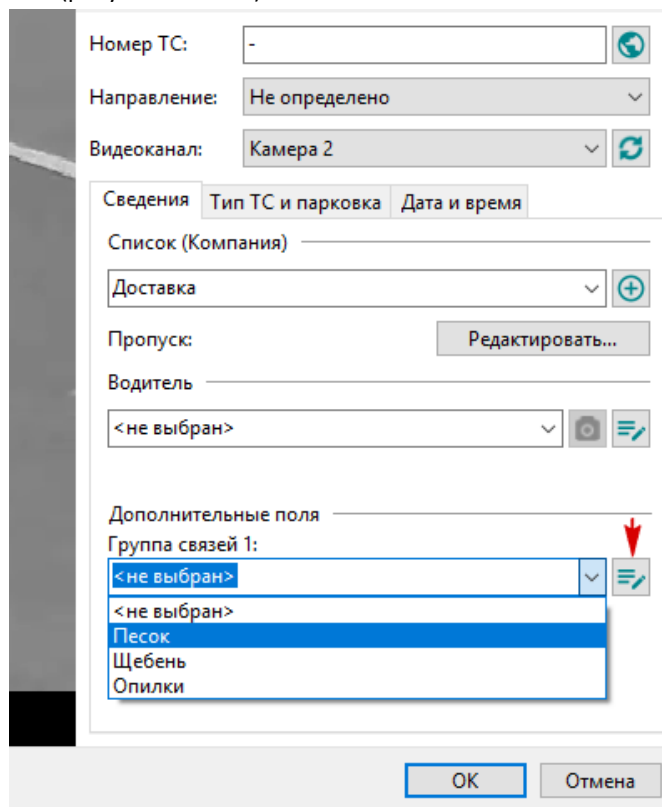 Номер ТС: -
Направление: Не определено
Видеоканал: Камера 2
Сведения Тип ТС и парковка Дата и время
Список (Компания)
Доставка
Пропуск: Редактировать...
Водитель
<не выбран>
Дополнительные поля
Группа связей 1:
<не выбран>
<не выбран>
Песок
Щебень
Опилки
ОК Отмена